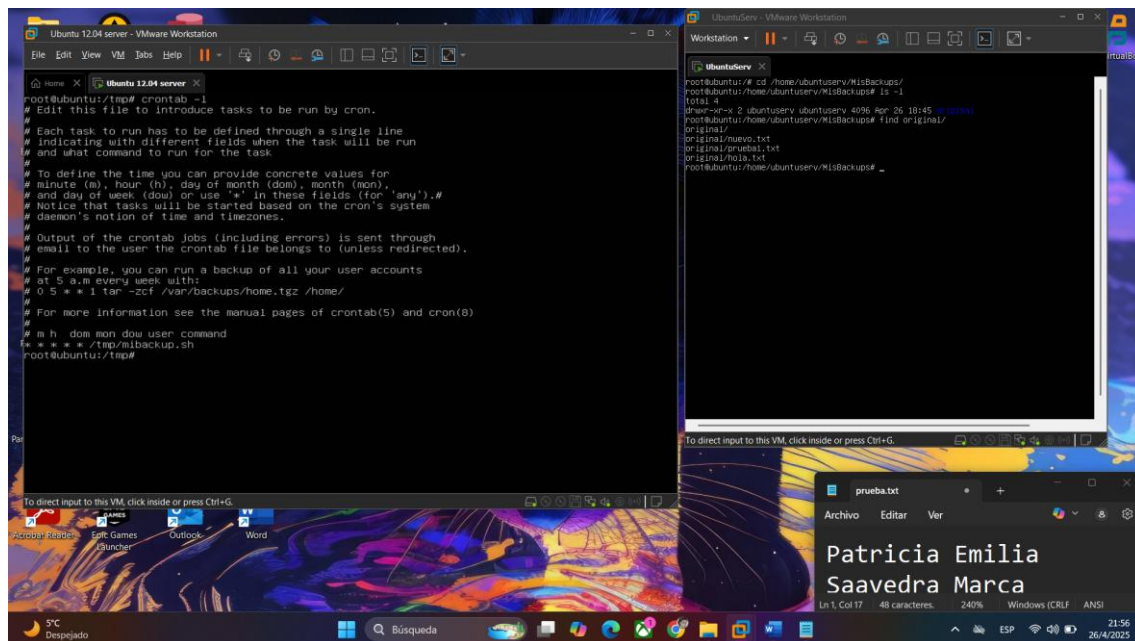 Ubuntu 12.04 server - VMware Workstation
File Edit View VM Tabs Help
Home
Ubuntu 12.04 server
root@ubuntu:/tmp# crontab -l
# Edit this file to introduce tasks to be run by cron.
#
# Each task to run has to be defined through a single line
# indicating with different fields when the task will be run
# and what command to run for the task
#
# To define the time you can provide concrete values for
# minute (m), hour (h), day of month (dom), month (mon),
# and day of week (dow) or use '*' in these fields (for 'any').#
# Notice that tasks will be started based on the cron's system
# daemon's notion of time and timezones.
#
# Output of the crontab jobs (including errors) is sent through
# email to the user the crontab file belongs to (unless redirected).
#
# For example, you can run a backup of all your user accounts
# at 5 a.m every week with:
# 0 5 * * 1 tar -zcf /var/backups/home.tgz /home/
#
# For more information see the manual pages of crontab(5) and cron(8)
#
# m h  dom mon dow user command
* * * * * /tmp/mibackup.sh
root@ubuntu:/tmp#
To direct input to this VM, click inside or press Ctrl+G.
UbuntuServ - VMware Workstation
Workstation
UbuntuServ
root@ubuntu:/# cd /home/ubuntuserv/MisBackups/
root@ubuntu:/home/ubuntuserv/MisBackups# ls -l
total 4
drwxr-xr-x 2 ubuntuserv ubuntuserv 4096 Apr 26 18:45 original
root@ubuntu:/home/ubuntuserv/MisBackups# find original/
original/
original/nuevo.txt
original/prueba1.txt
original/hola.txt
root@ubuntu:/home/ubuntuserv/MisBackups# _
To direct input to this VM, click inside or press Ctrl+G.
prueba.txt
Archivo Editar Ver
Patricia Emilia
Saavedra Marca
Ln 1, Col 17 48 caracteres. 240% Windows (CRLF ANSI
Acrobat Reader
GAMES
Epic Games
Launcher
Outlook
Word
5°C
Despejado
Búsqueda
ESP
21:56
26/4/2025